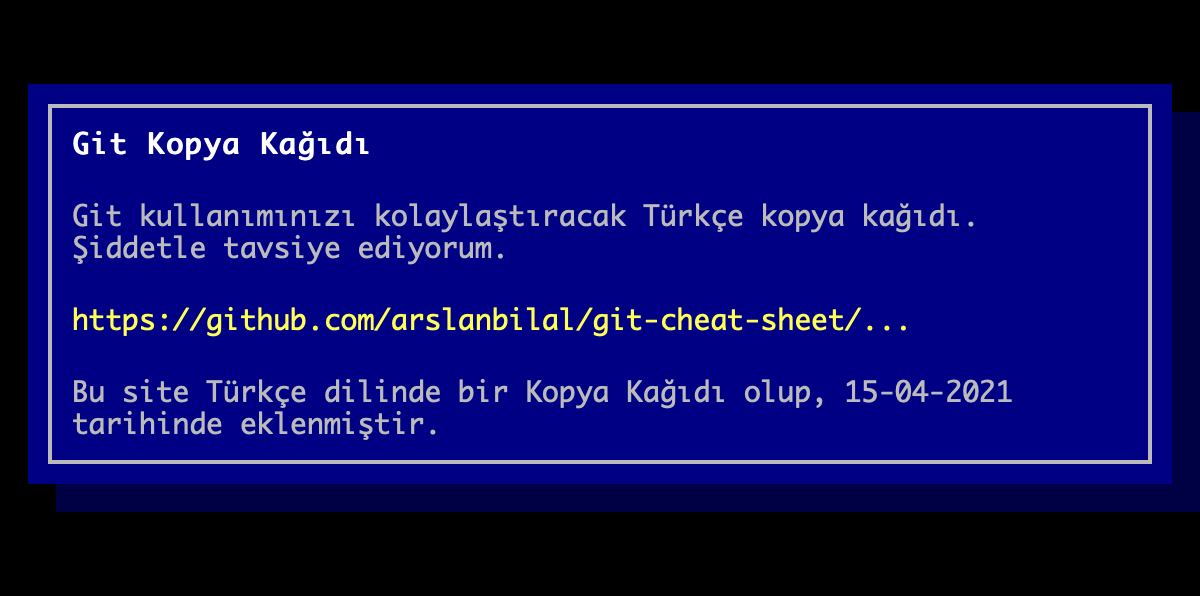 Git Kopya Kağıdı
Git kullanımınızı kolaylaştıracak Türkçe kopya kağıdı.
Şiddetle tavsiye ediyorum.
https://github.com/arslanbilal/git-cheat-sheet/...
Bu site Türkçe dilinde bir Kopya Kağıdı olup, 15-04-2021
tarihinde eklenmiştir.